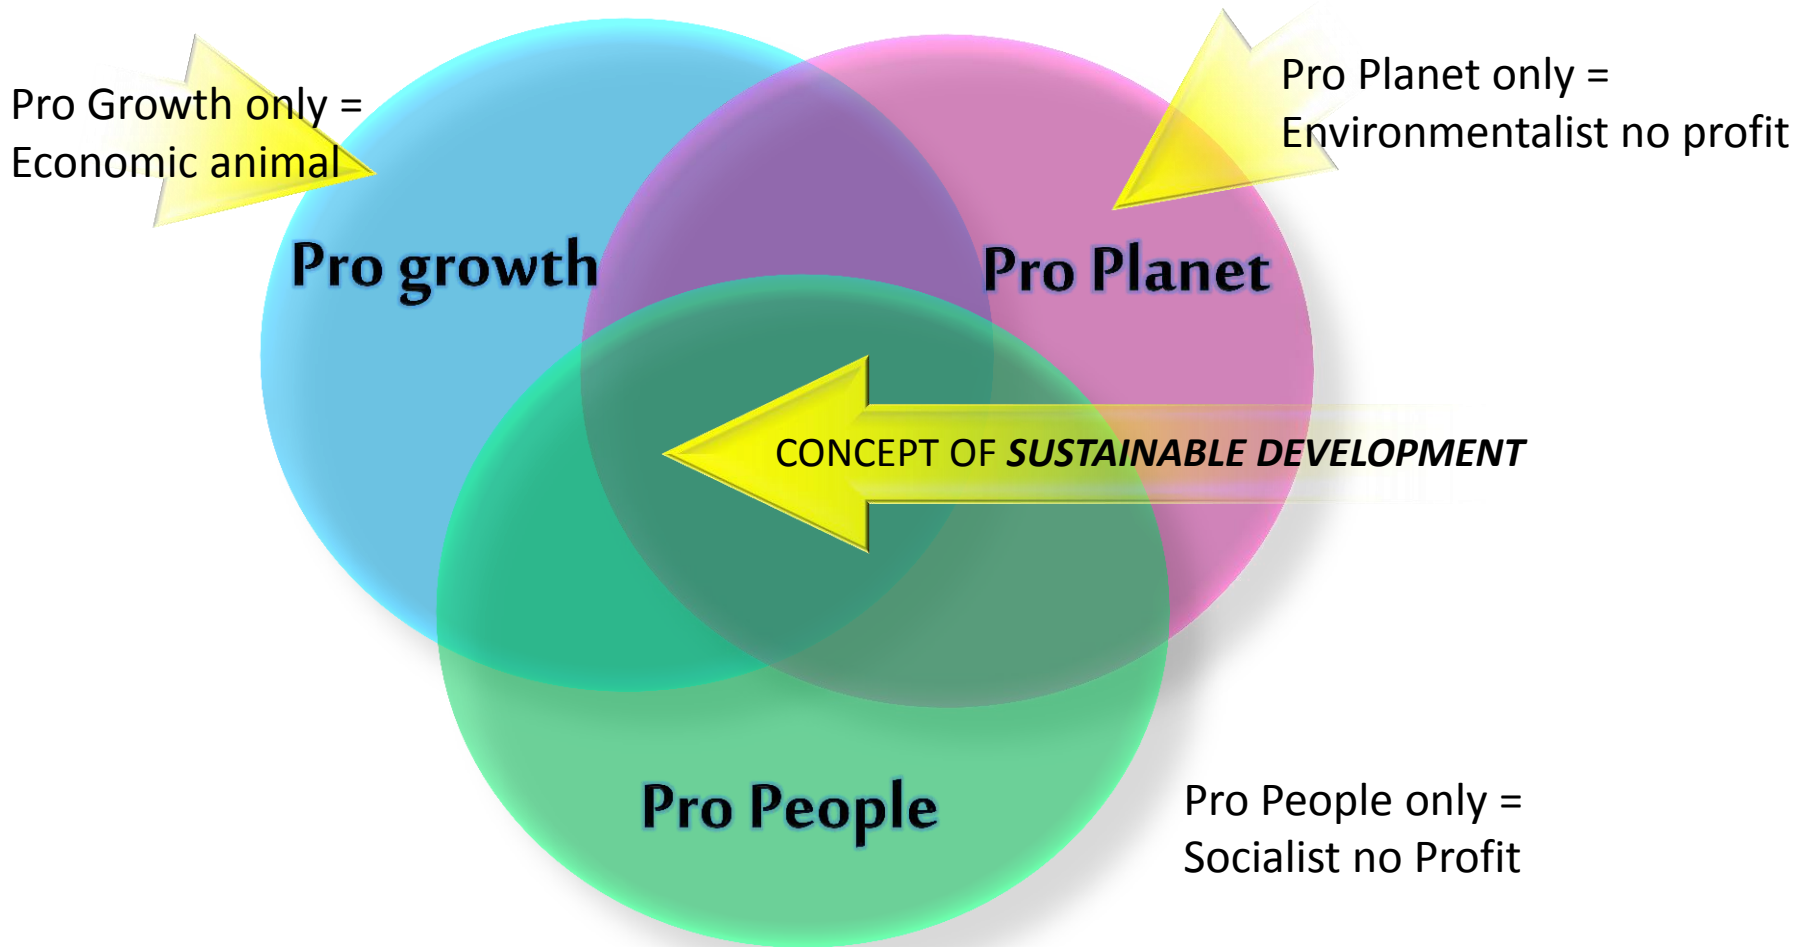 Pro Growth only =
Economic animal
Pro Planet only =
Environmentalist no profit
Pro growth
Pro Planet
CONCEPT OF SUSTAINABLE DEVELOPMENT
Pro People
Pro People only =
Socialist no Profit